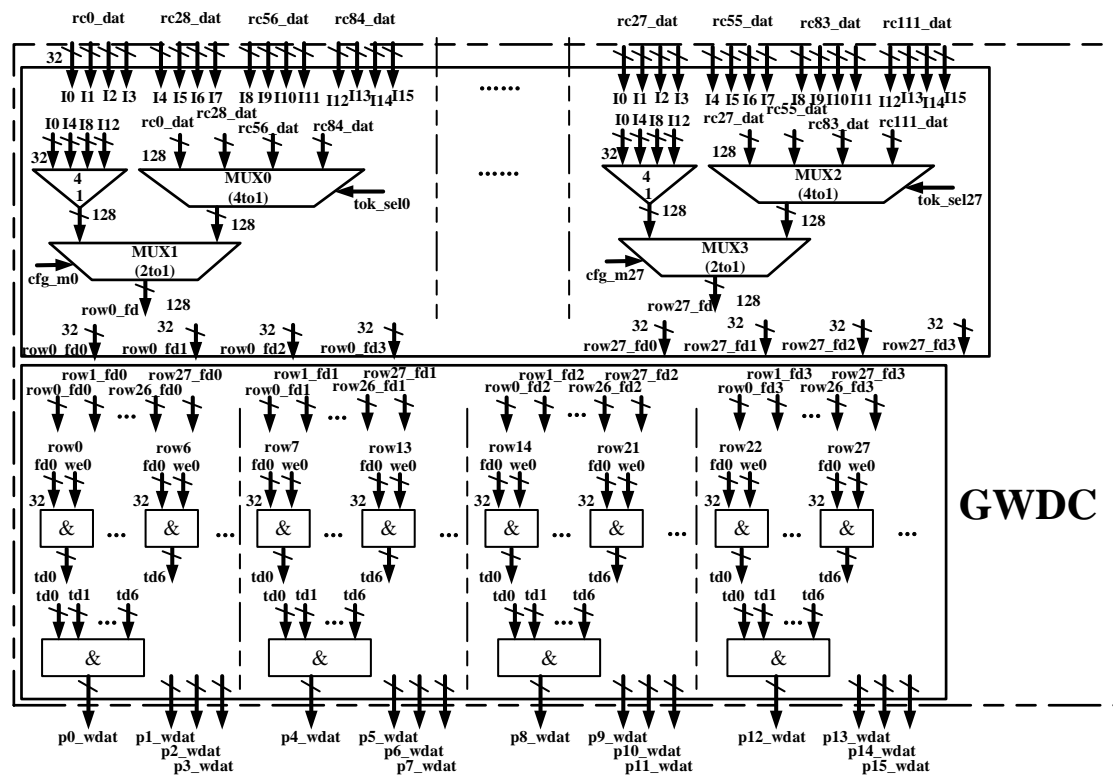 rc0_dat rc28_dat rc56_dat rc84_dat rc27_dat rc55_dat rc83_dat rc111_dat
32
I0 I1 I2 I3 I4 I5 I6 I7 I8 I9 I10 I11 I12 I13 I14 I15 ...... I0 I1 I2 I3 I4 I5 I6 I7 I8 I9 I10 I11 I12 I13 I14 I15
I0 I4 I8 I12 rc0_dat rc28_dat rc56_dat rc84_dat I0 I4 I8 I12 rc27_dat rc55_dat rc83_dat rc111_dat
32 128 32 128
4 MUX0 ...... 4 MUX2
1 (4to1) 1 (4to1)
tok_sel0 tok_sel27
128 128 128 128
MUX1 MUX3
(2to1) (2to1)
cfg_m0 cfg_m27
row0_fd 128 row27_fd 128
32 32 32 32 32 32 32 32
row0_fd0 row0_fd1 row0_fd2 row0_fd3 row27_fd0 row27_fd1 row27_fd2 row27_fd3
row1_fd0 row27_fd0 row1_fd1 row27_fd1 row1_fd2 row27_fd2 row1_fd3 row27_fd3
row0_fd0 row26_fd0 row0_fd1 row26_fd1 row0_fd2 row26_fd2 row0_fd3 row26_fd3
... ... ... ...
row0 row6 row7 row13 row14 row21 row22 row27
fd0 we0 fd0 we0 fd0 we0 fd0 we0 fd0 we0 fd0 we0 fd0 we0 fd0 we0
32 32 32 32 32 32 32 32
& ... & ... & ... & ... & ... & ... & ... & ...
GWDC
td0 td6 td0 td6 td0 td6 td0 td6
td0 td1 ... td6 td0 td1 ... td6 td0 td1 ... td6 td0 td1 ... td6
& & & &
p0_wdat p1_wdat p4_wdat p5_wdat p8_wdat p9_wdat p12_wdat p13_wdat
p2_wdat p6_wdat p10_wdat p14_wdat
p3_wdat p7_wdat p11_wdat p15_wdat